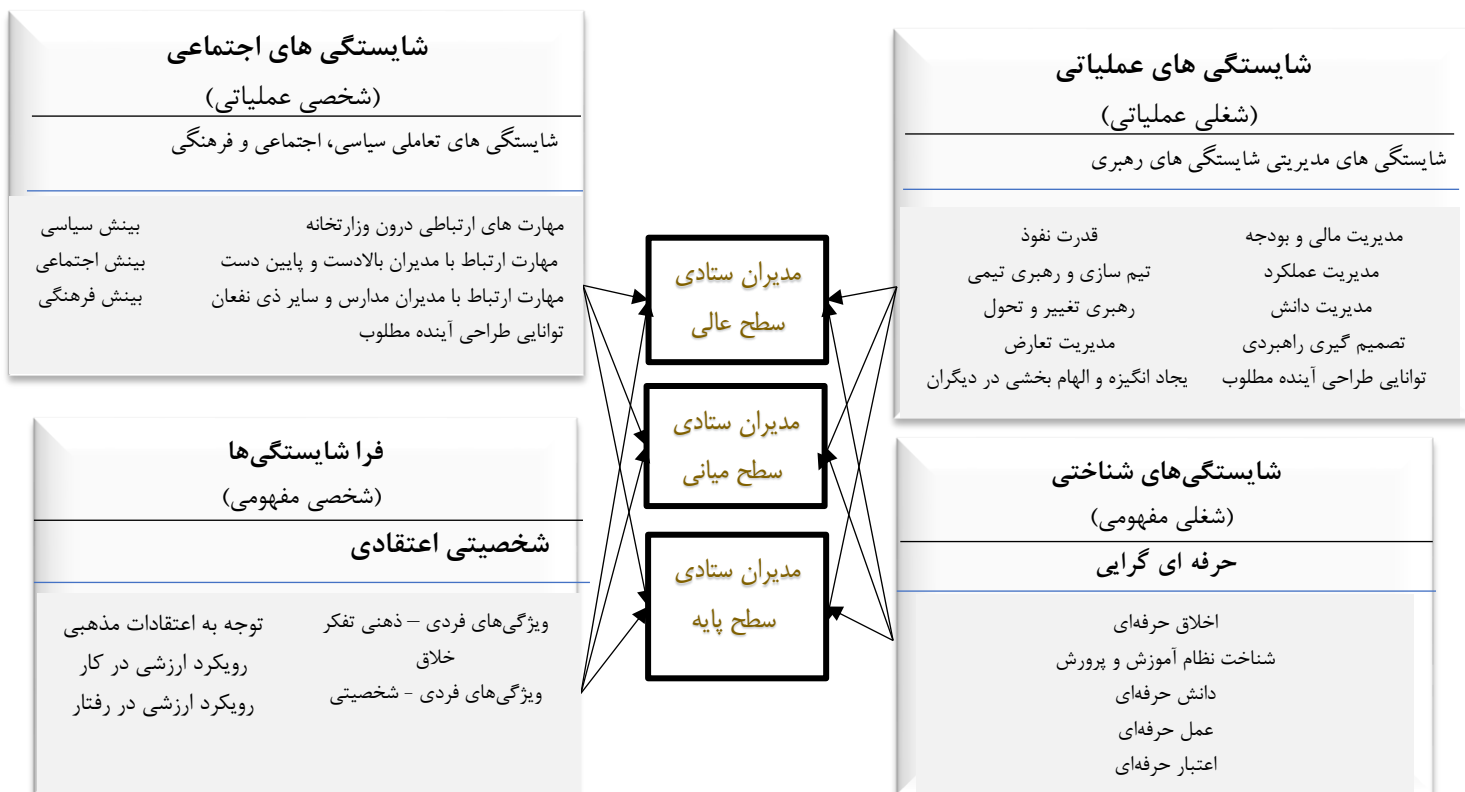 شایستگی های عملیاتی
(شغلی عملیاتی)
شایستگی های مدیریتی شایستگی های رهبری
مدیریت مالی و بودجه
مدیریت عملکرد
مدیریت دانش
تصمیم گیری راهبردی
توانایی طراحی آینده مطلوب
قدرت نفوذ
تیم سازی و رهبری تیمی
رهبری تغییر و تحول
مدیریت تعارض
یجاد انگیزه و الهام بخشی در دیگران
شایستگی های اجتماعی
(شخصی عملیاتی)
شایستگی های تعاملی سیاسی، اجتماعی و فرهنگی
مهارت های ارتباطی درون وزارتخانه
مهارت ارتباط با مدیران بالادست و پایین دست
مهارت ارتباط با مدیران مدارس و سایر ذی نفعان
توانایی طراحی آینده مطلوب
بینش سیاسی
بینش اجتماعی
بینش فرهنگی
مدیران ستادی
سطح عالی
مدیران ستادی
سطح میانی
مدیران ستادی
سطح پایه
شایستگی‌های شناختی
(شغلی مفهومی)
حرفه ای گرایی
اخلاق حرفه‌ای
شناخت نظام آموزش و پرورش
دانش حرفه‌ای
عمل حرفه‌ای
اعتبار حرفه‌ای
فرا شایستگی‌ها
(شخصی مفهومی)
شخصیتی اعتقادی
ویژگی‌های فردی – ذهنی تفکر
خلاق
ویژگی‌های فردی - شخصیتی
توجه به اعتقادات مذهبی
رویکرد ارزشی در کار
رویکرد ارزشی در رفتار